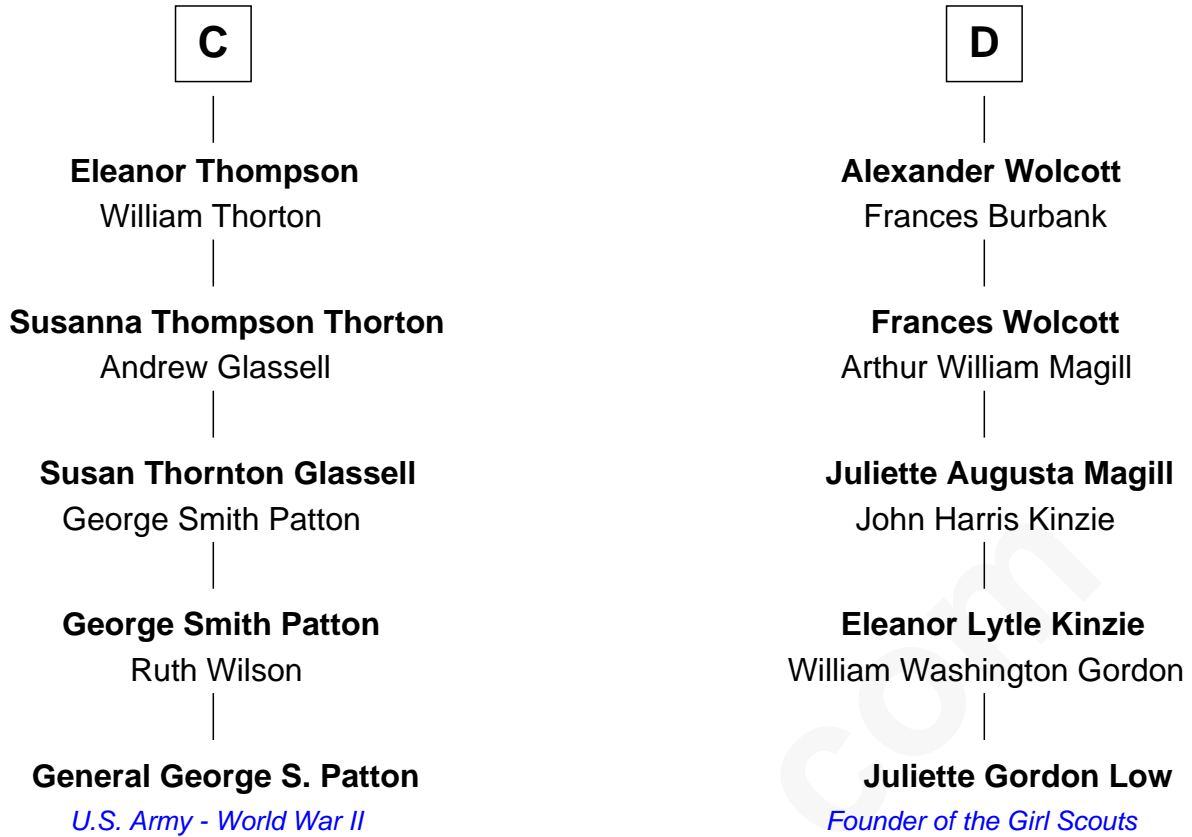 C
Eleanor Thompson
William Thorton
Susanna Thompson Thorton
Andrew Glassell
Susan Thornton Glassell
George Smith Patton
George Smith Patton
Ruth Wilson
General George S. Patton
U.S. Army - World War II
D
Alexander Wolcott
Frances Burbank
Frances Wolcott
Arthur William Magill
Juliette Augusta Magill
John Harris Kinzie
Eleanor Lytle Kinzie
William Washington Gordon
Juliette Gordon Low
Founder of the Girl Scouts
com